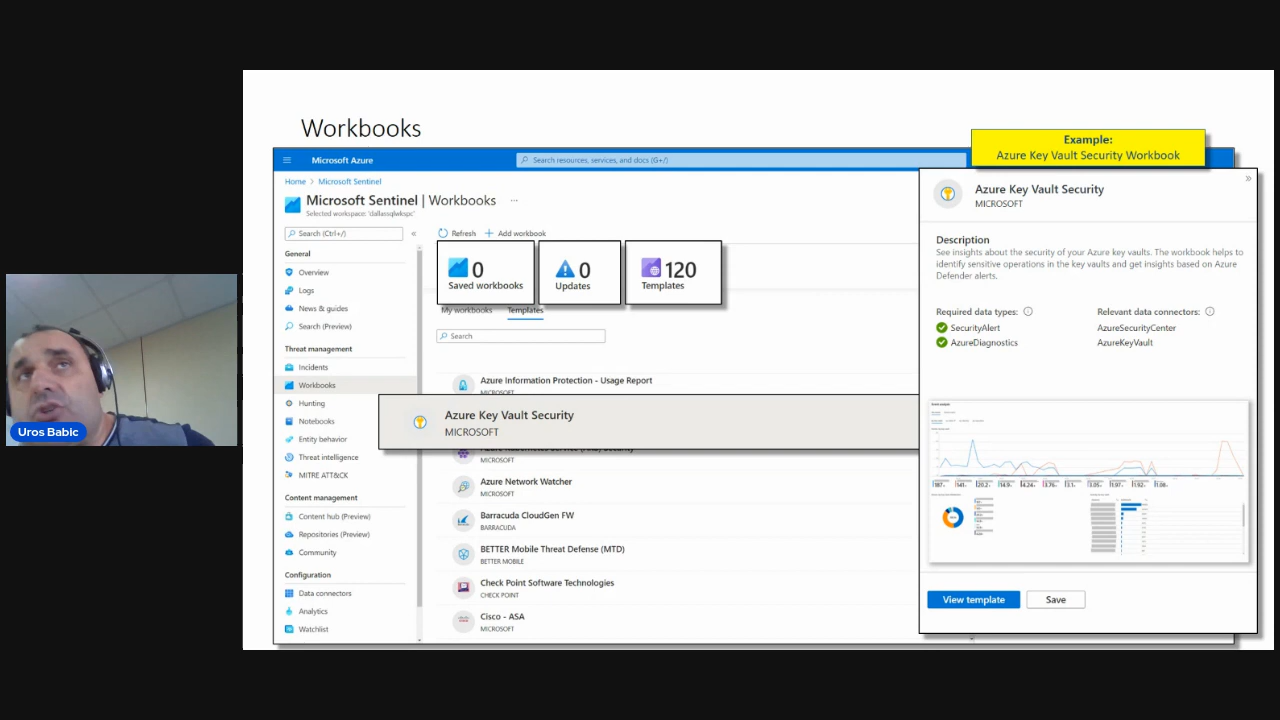 Workbooks
Example:
Azure Key Vault Security Workbook
Microsoft Azure
Search resources, services, and docs (G+/)
Home > Microsoft Sentinel
Microsoft Sentinel | Workbooks ...
Selected workspace: 'dallassqlwkspc'
Search (Ctrl+/) «
General
Overview
Logs
News & guides
Search (Preview)
Threat management
Incidents
Workbooks
Hunting
Notebooks
Entity behavior
Threat intelligence
MITRE ATT&CK
Content management
Content hub (Preview)
Repositories (Preview)
Community
Configuration
Data connectors
Analytics
Watchlist
Refresh + Add workbook
0
Saved workbooks
0
Updates
120
Templates
My workbooks Templates
Search
Azure Information Protection - Usage Report
MICROSOFT
Azure Key Vault Security
MICROSOFT
MICROSOFT
Azure Network Watcher
MICROSOFT
Barracuda CloudGen FW
BARRACUDA
BETTER Mobile Threat Defense (MTD)
BETTER MOBILE
Check Point Software Technologies
CHECK POINT
Cisco - ASA
MICROSOFT
»
Azure Key Vault Security
MICROSOFT
Description
See insights about the security of your Azure key vaults. The workbook helps to
identify sensitive operations in the key vaults and get insights based on Azure
Defender alerts.
Required data types: Relevant data connectors:
SecurityAlert AzureSecurityCenter
AzureDiagnostics AzureKeyVault
View template Save
Uros Babic